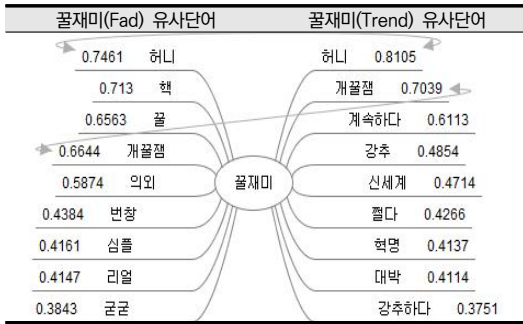 꿀재미(Fad) 유사단어 꿀재미(Trend) 유사단어
0.7461 허니 허니 0.8105
0.713 핵 개꿀잼 0.7039
0.6563 꿀 계속하다 0.6113
0.6644 개꿀잼 강추 0.4854
0.5874 의외 꿀재미 신세계 0.4714
0.4384 번창 쩔다 0.4266
0.4161 심플 혁명 0.4137
0.4147 리얼 대박 0.4114
0.3843 굳굳 강추하다 0.3751